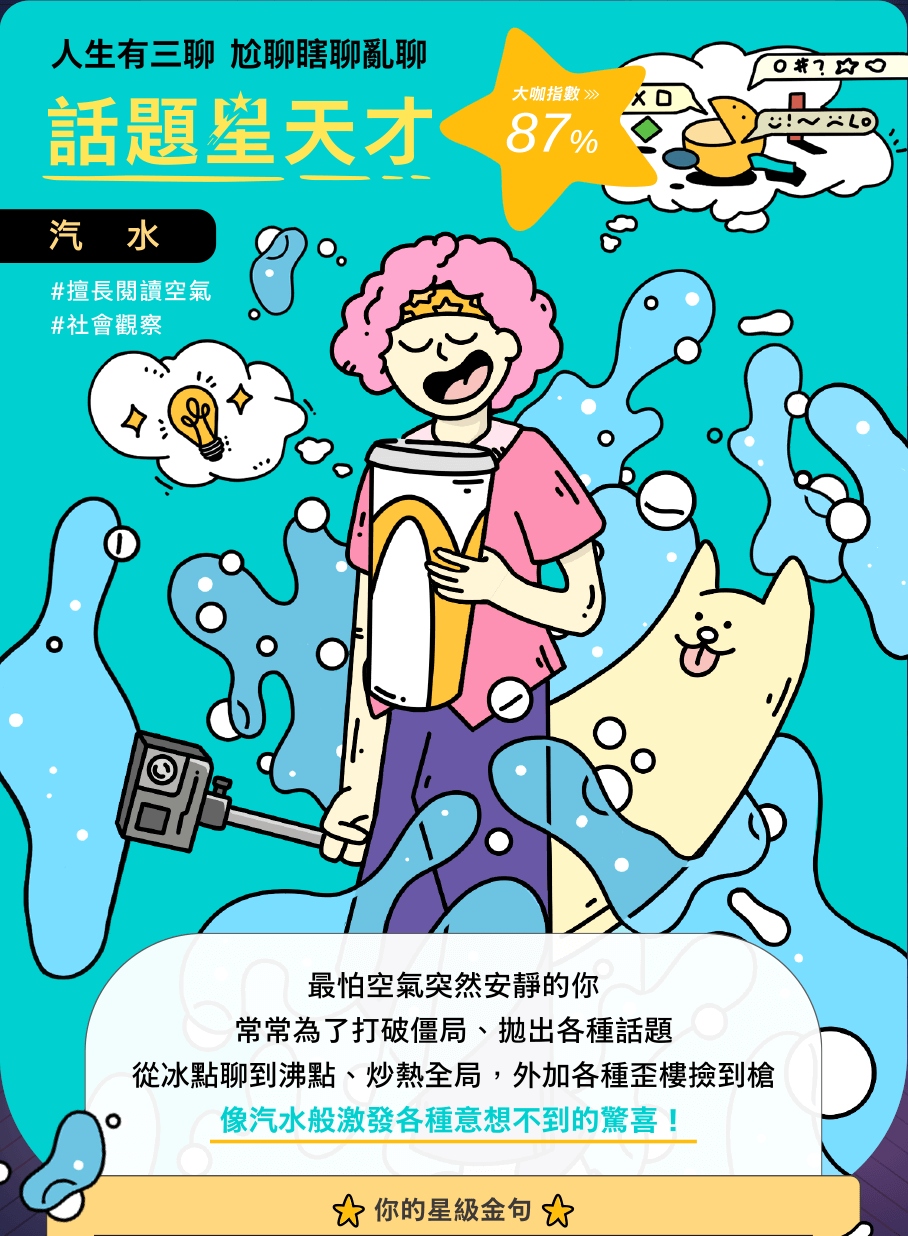 人生有三聊 尬聊瞎聊亂聊
話題星天才
大咖指數
87%
汽 水
#擅長閱讀空氣
#社會觀察
最怕空氣突然安靜的你
常常為了打破僵局、拋出各種話題
從冰點聊到沸點、炒熱全局，外加各種歪樓撿到槍
像汽水般激發各種意想不到的驚喜！
你的星級金句